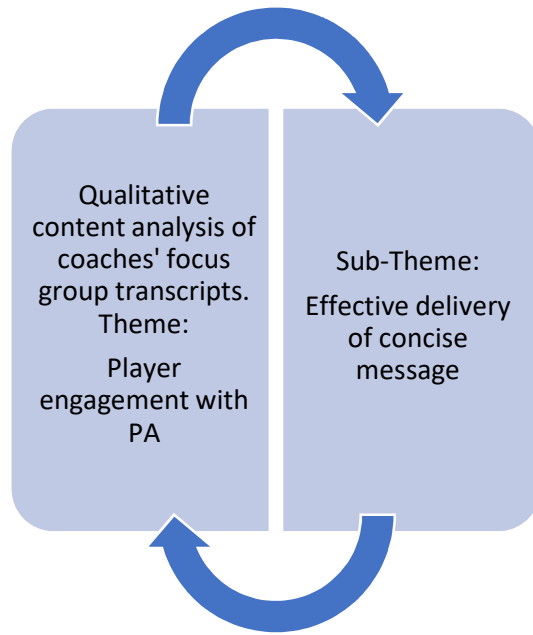 Qualitative
content analysis of
coaches' focus
group transcripts.
Theme:
Player
engagement with
PA
Sub-Theme:
Effective delivery
of concise
message